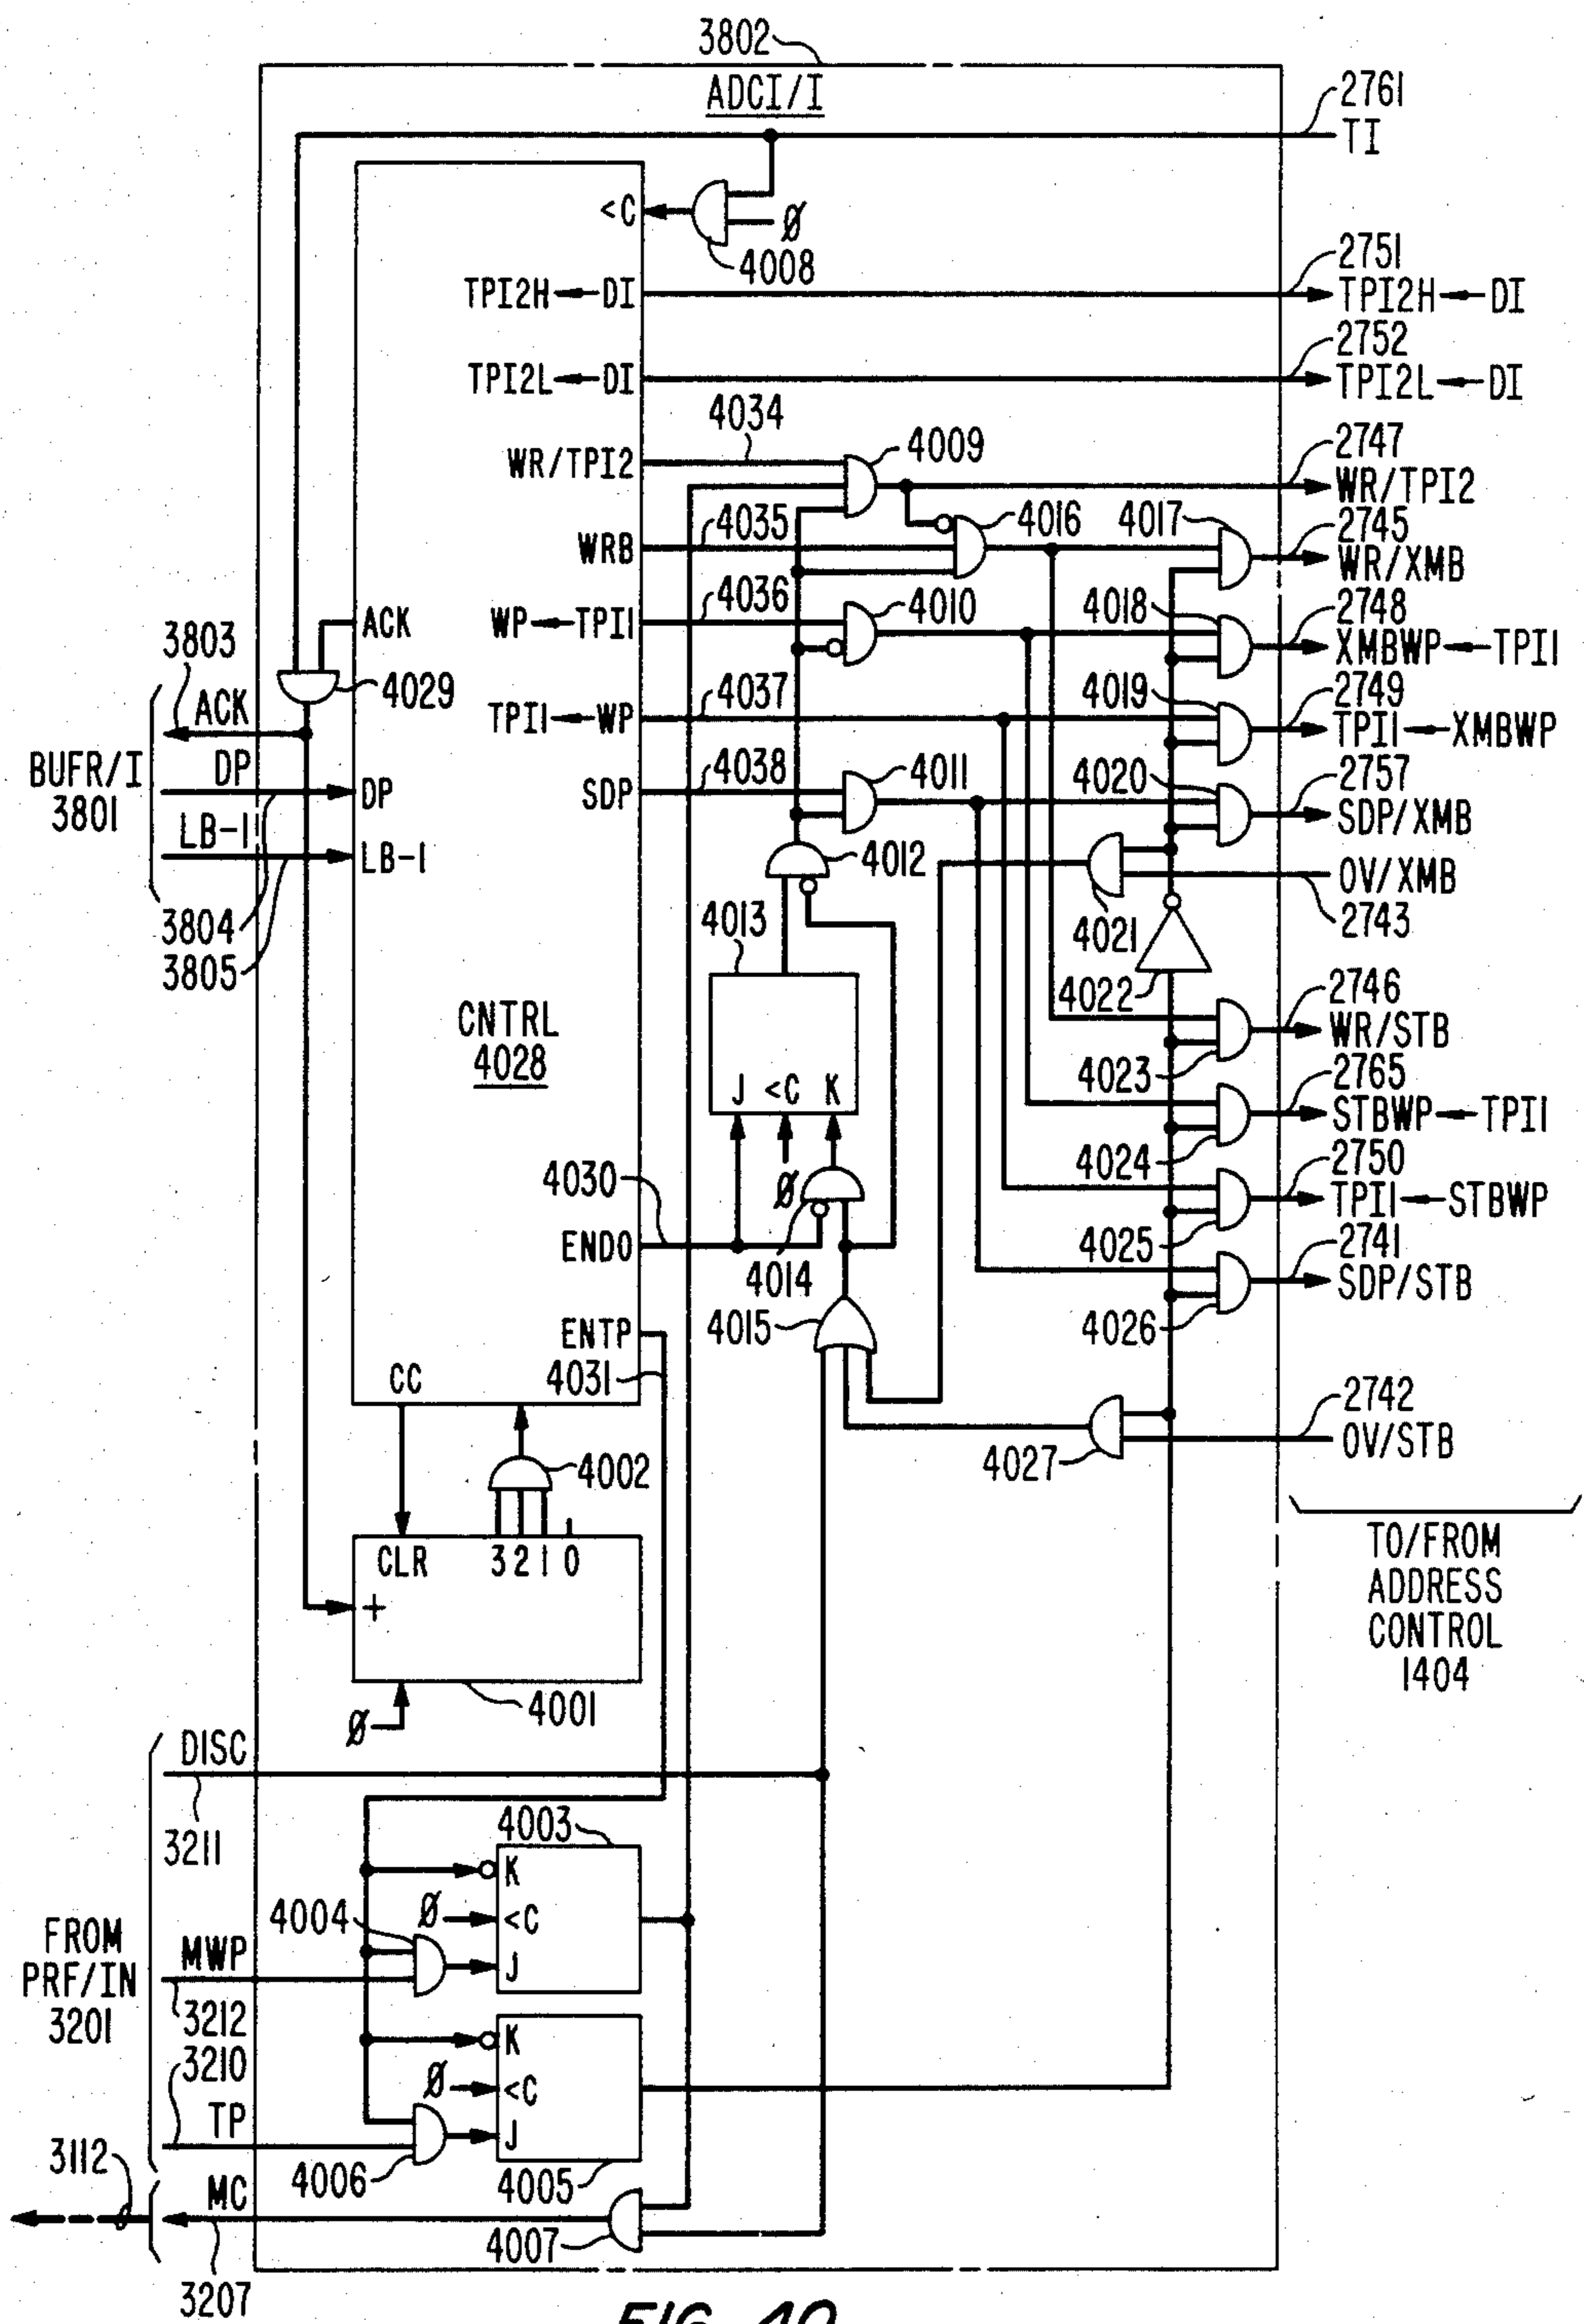 3802
ADCI/I
2761
TI
<C
Ø
4008
2751
TPI2H←DI
TPI2H←DI
2752
TPI2L←DI
TPI2L←DI
4034
4009
2747
WR/TPI2
WR/TPI2
4035
4016
4017
2745
WRB
WR/XMB
ACK
WP←TPI1
4036
4010
4018
2748
XMBWP←TPI1
3803
4029
ACK
TPI1←WP
4037
4019
2749
TPI1←XMBWP
BUFR/I
3801
DP
DP
SDP
4038
4011
4020
2757
SDP/XMB
LB-1
LB-1
4012
OV/XMB
3804
3805
4013
4021
2743
CNTRL
4028
4022
2746
WR/STB
J <C K
4023
2765
STBWP←TPI1
4030
Ø
4024
2750
TPI1←STBWP
ENDO
4014
4025
2741
SDP/STB
ENTP
4015
4026
CC
4031
2742
OV/STB
4002
4027
CLR 3 2 1 0
+
TO/FROM
ADDRESS
CONTROL
1404
Ø
4001
DISC
3211
4003
K
4004
Ø
<C
FROM
PRF/IN
3201
MWP
J
3212
3210
K
Ø
<C
TP
J
3112
4006
4005
MC
4007
3207
FIG. 40